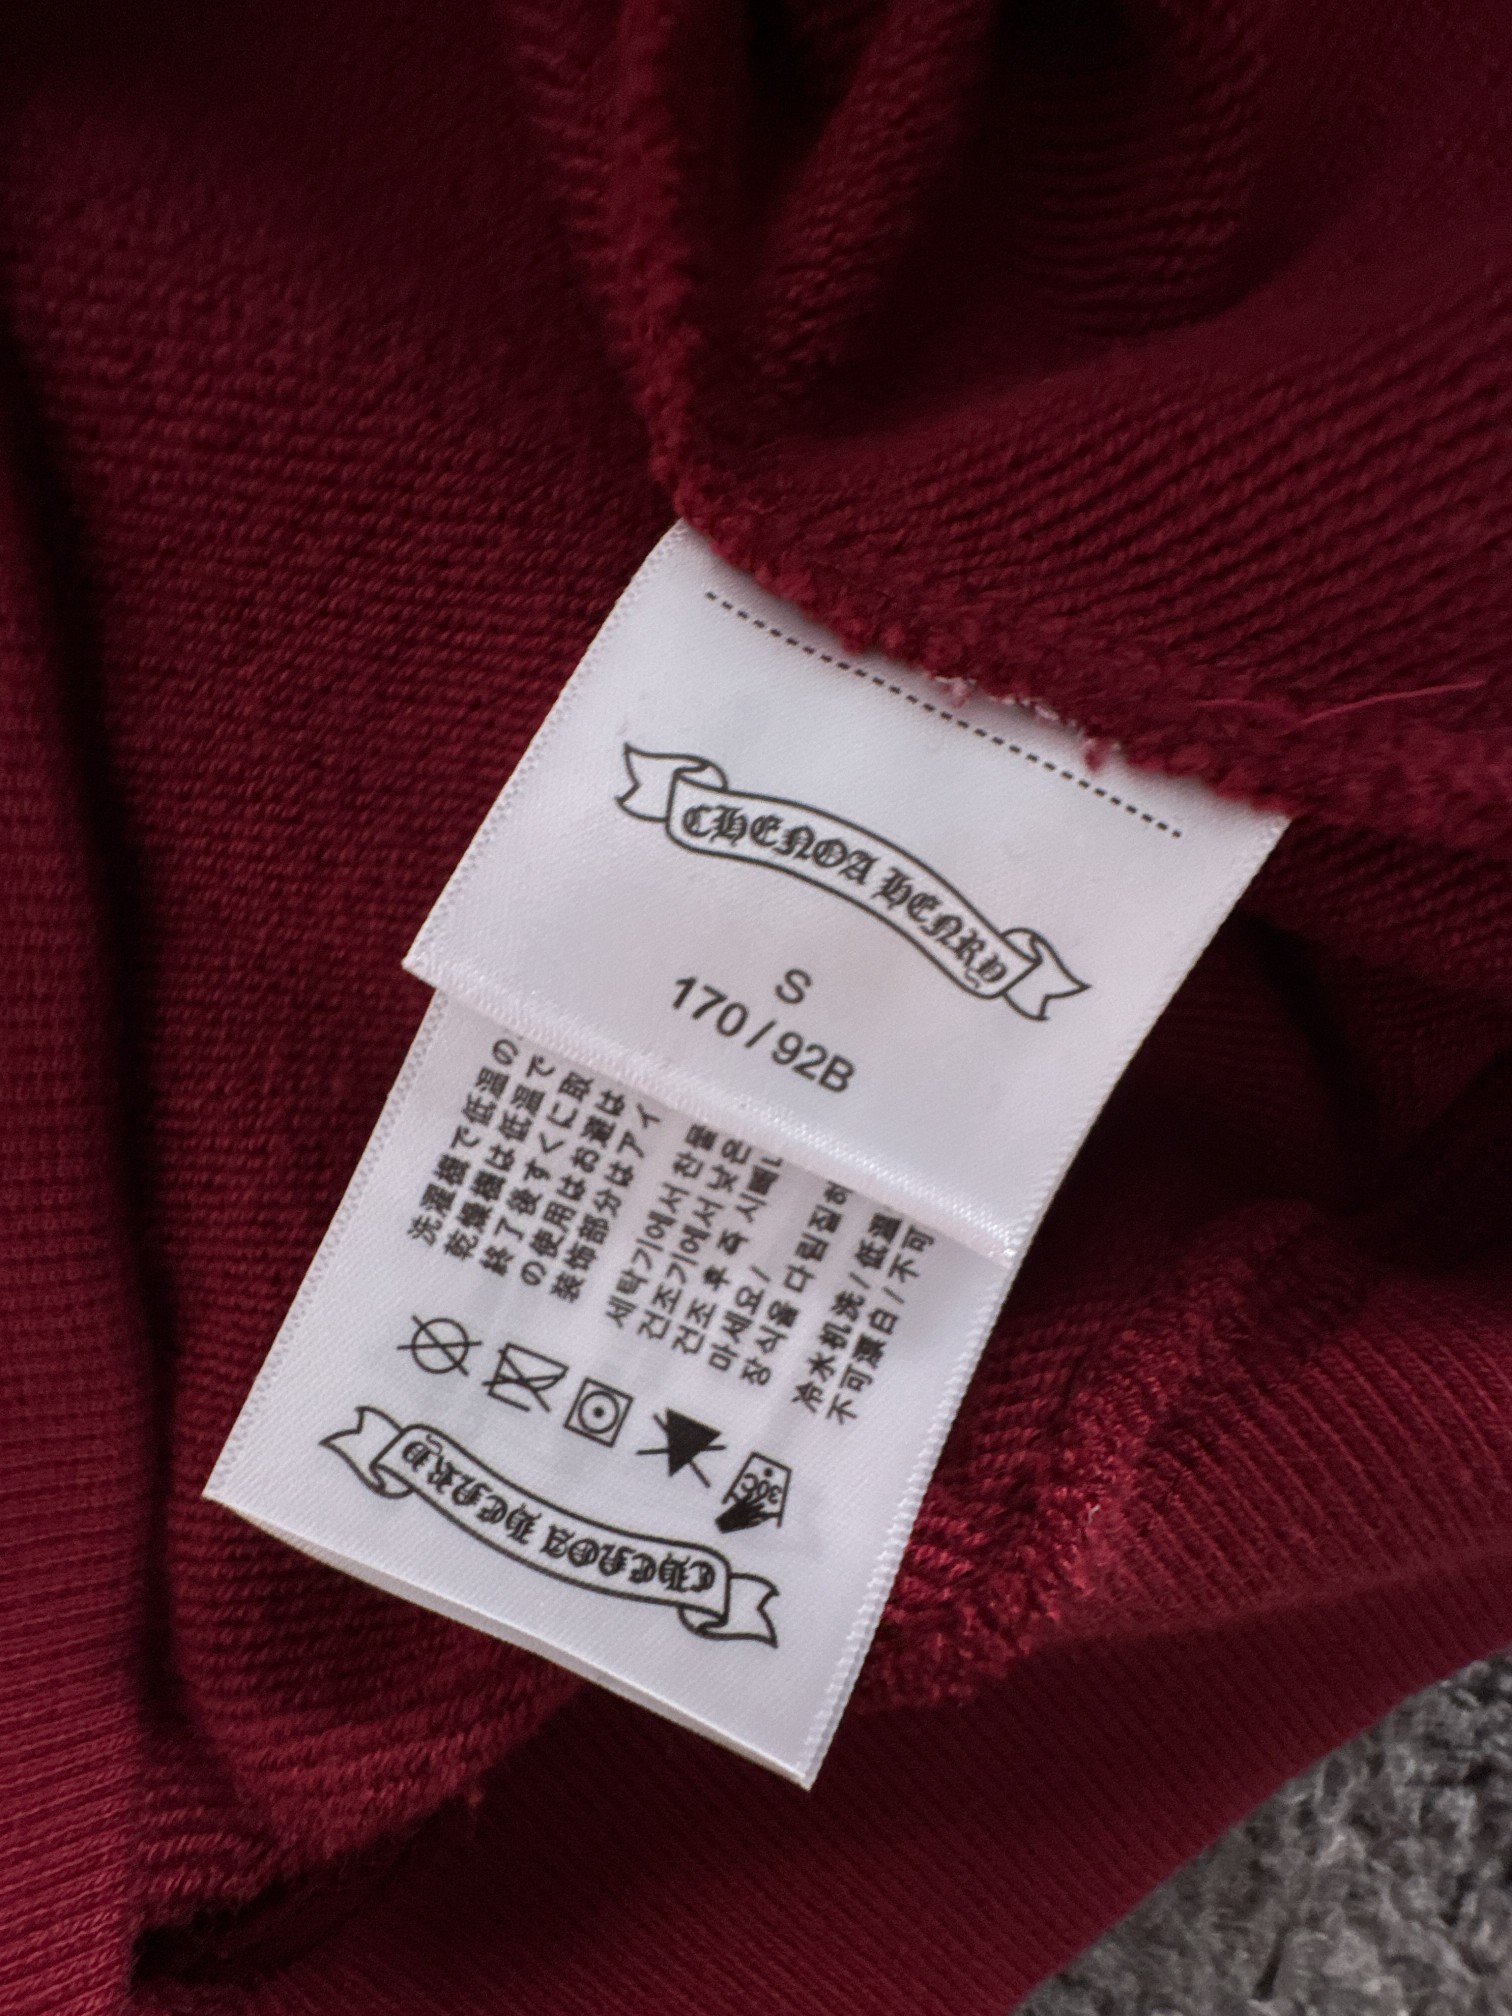 CHENOA HENRY
S
170 / 92B
洗濯機で低温の
乾燥機は低温で
終了後すぐに取
の使用はお避は
装飾部分はアイ
세탁기에서 찬물
건조기에서 낮은
건조 후 즉시
마세요 /
장식을 다림질하
冷水机洗 / 低温
不可漂白 / 不可
30C
CHENOA HENRY